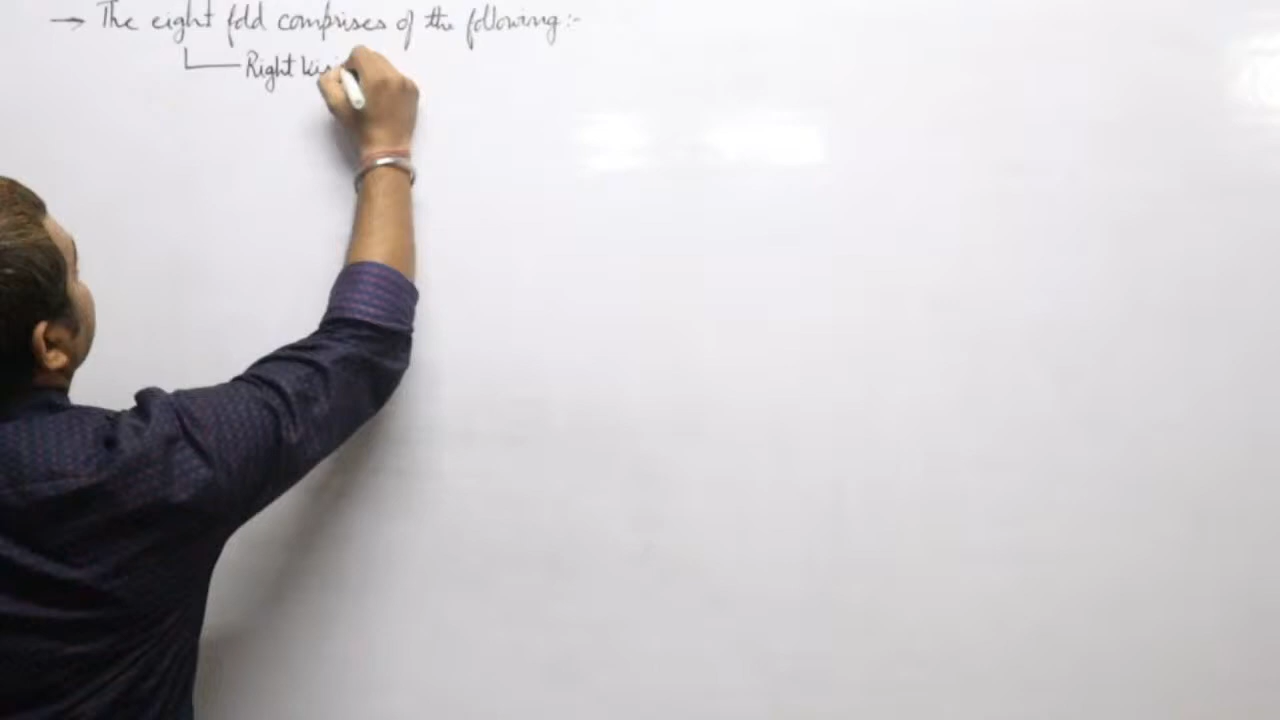 → The eight fold comprises of the following:-
Right